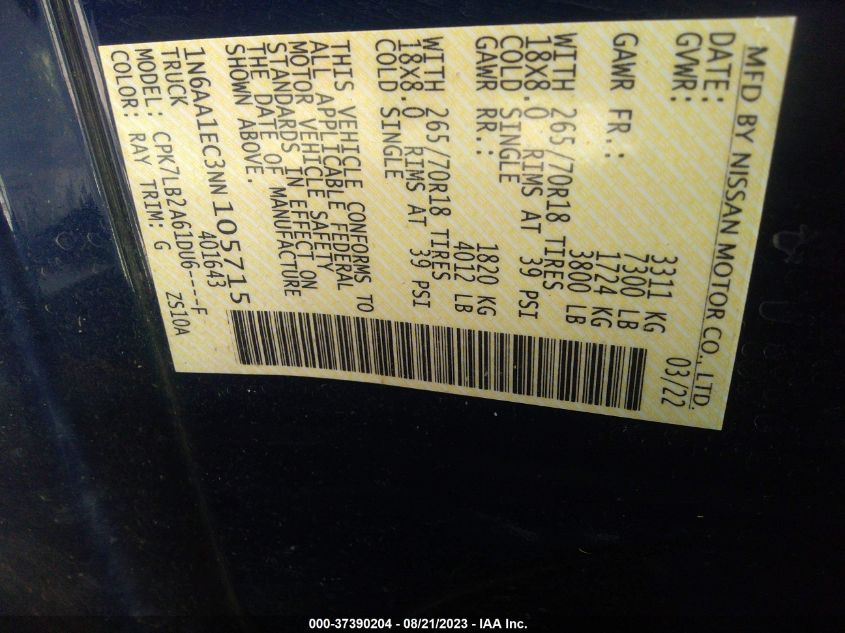 MFD BY NISSAN MOTOR CO., LTD.
DATE: 03/22
GVWR: 3311 KG
7300 LB
GAWR FR.: 1724 KG
3800 LB
WITH 265/70R18 TIRES
18X8.0 RIMS AT 39 PSI
COLD SINGLE
GAWR RR.: 1820 KG
4012 LB
WITH 265/70R18 TIRES
18X8.0 RIMS AT 39 PSI
COLD SINGLE
THIS VEHICLE CONFORMS TO
ALL APPLICABLE FEDERAL
MOTOR VEHICLE SAFETY
STANDARDS IN EFFECT ON
THE DATE OF MANUFACTURE
SHOWN ABOVE.
1N6AA1EC3NN105715
TRUCK 401643
MODEL: CPK7LB2A61DU6----F
COLOR: RAY TRIM: G ZS10A
000-37390204 - 08/21/2023 - IAA Inc.